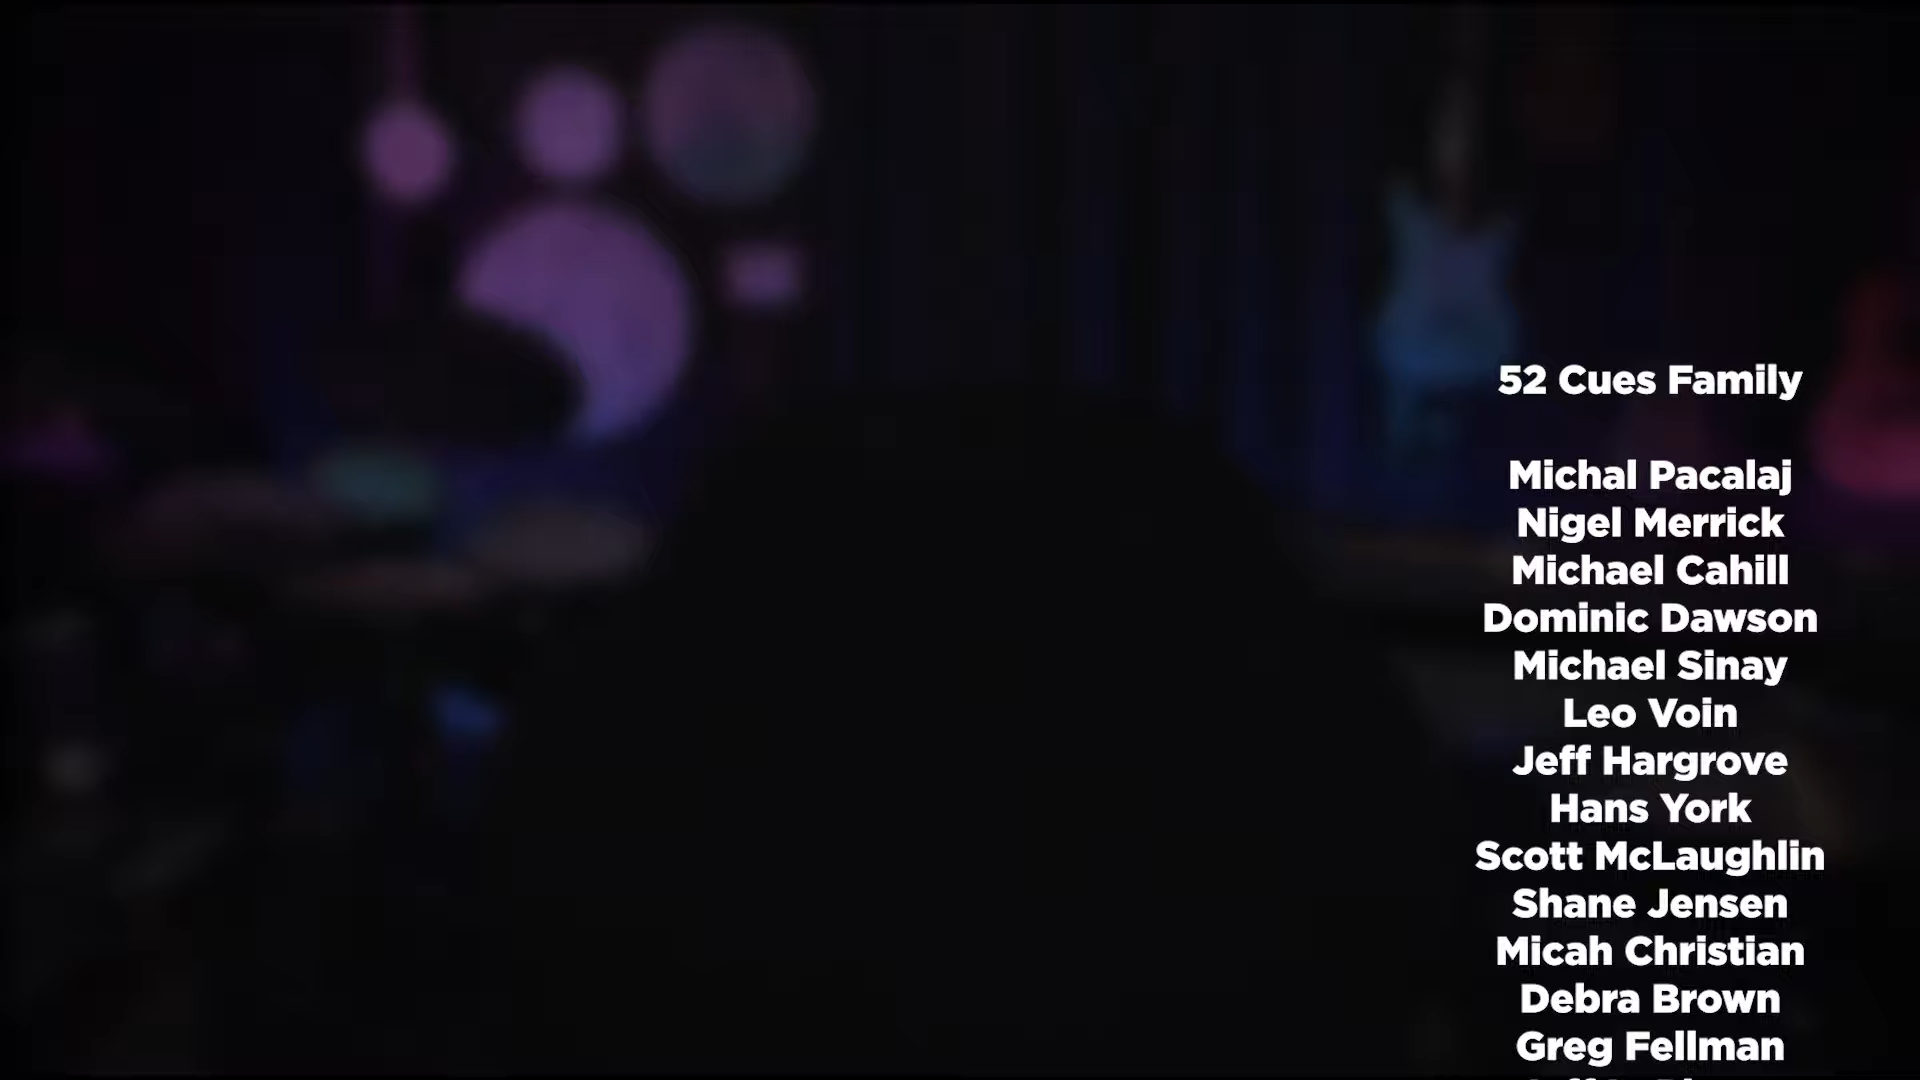 52 Cues Family
Michal Pacalaj
Nigel Merrick
Michael Cahill
Dominic Dawson
Michael Sinay
Leo Voin
Jeff Hargrove
Hans York
Scott McLaughlin
Shane Jensen
Micah Christian
Debra Brown
Greg Fellman